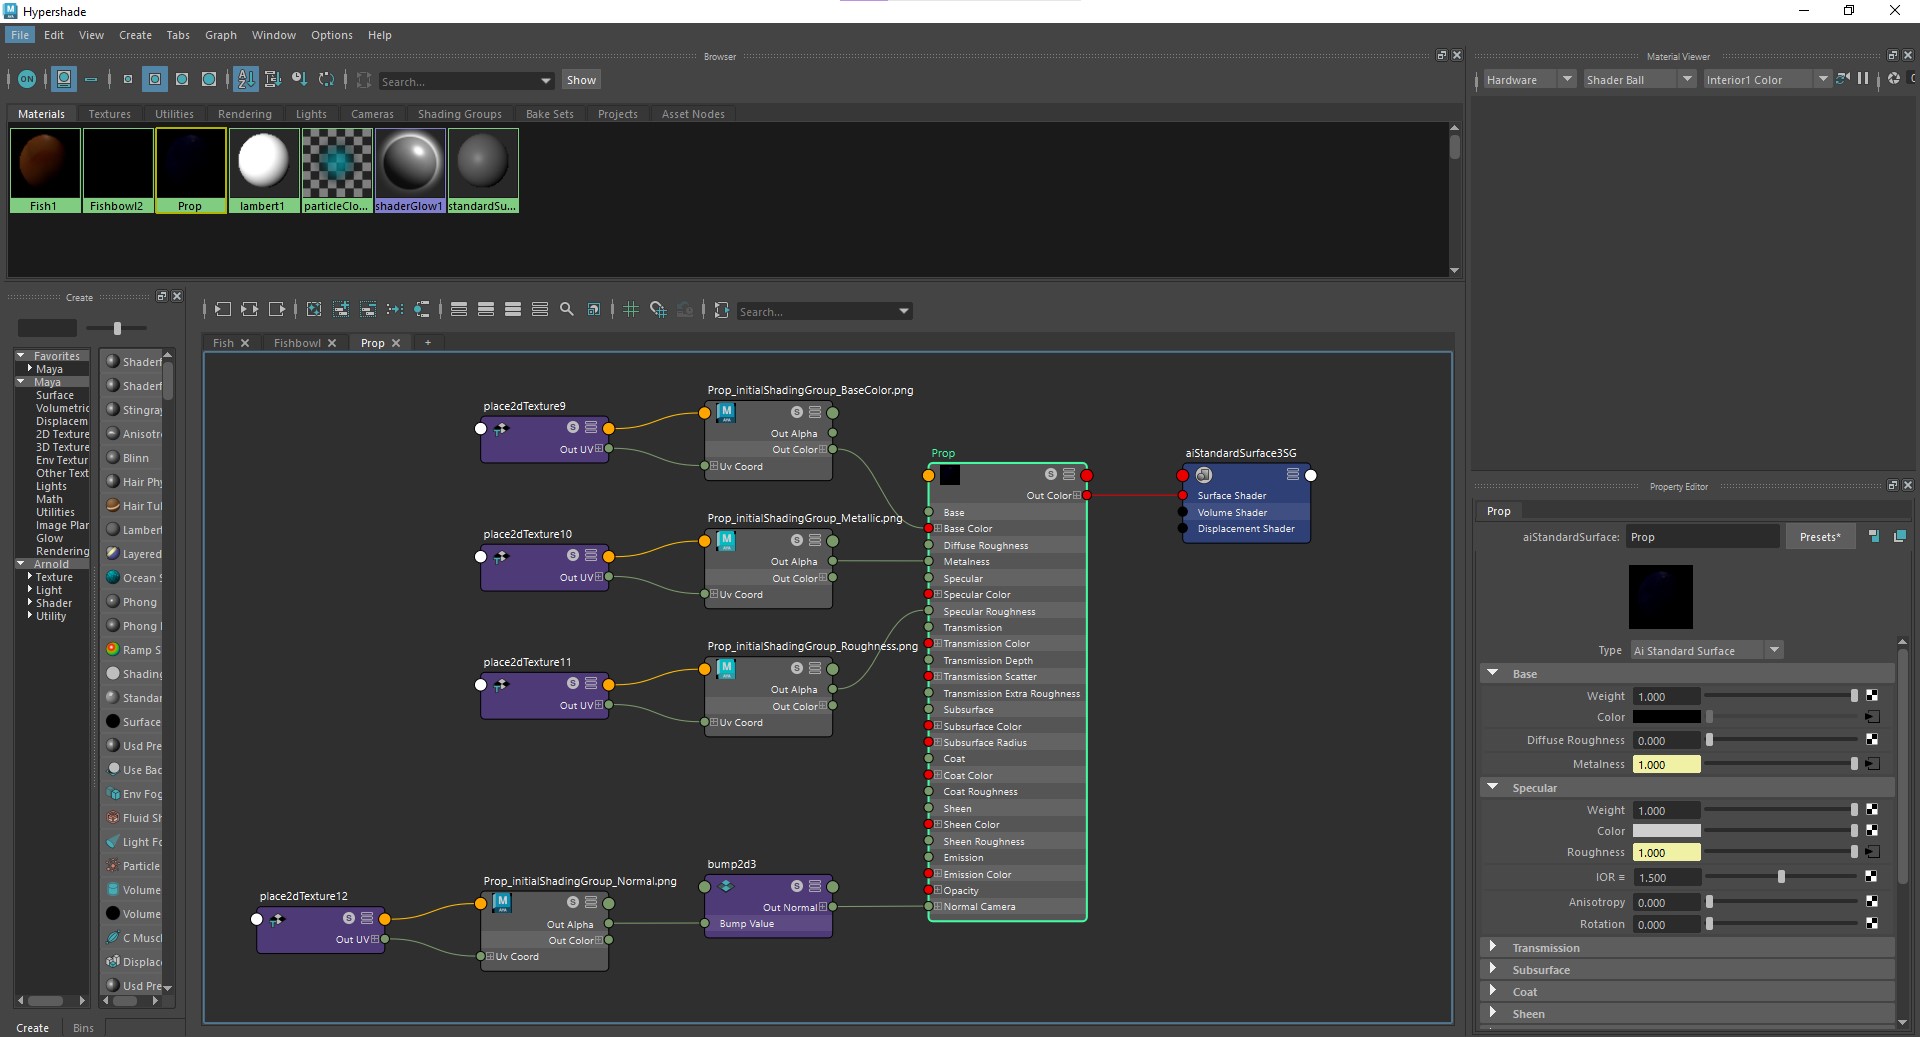 Hypershade
File Edit View Create Tabs Graph Window Options Help
Browser
ON
Search...
Show
Materials Textures Utilities Rendering Lights Cameras Shading Groups Bake Sets Projects Asset Nodes
Fish1 Fishbowl2 Prop lambert1 particleClo... shaderGlow1 standardSu...
Material Viewer
Hardware Shader Ball Interior1 Color
Create
Search...
Fish Fishbowl Prop +
Favorites
Maya
Maya
Surface
Volumetric
Displacem
2D Texture
3D Texture
Env Textur
Other Text
Lights
Math
Utilities
Image Plan
Glow
Rendering
Arnold
Texture
Light
Shader
Utility
Shaderf
Shaderf
Stingray
Anisotro
Blinn
Hair Phy
Hair Tu
Lambert
Layered
Ocean S
Phong
Phong
Ramp S
Shading
Standar
Surface
Usd Pre
Use Bac
Env Fog
Fluid Sh
Light Fo
Particle
Volume
Volume
C Muscl
Displace
Usd Pre
Create Bins
place2dTexture9
Out UV
Prop_initialShadingGroup_BaseColor.png
Out Alpha
Out Color
Uv Coord
place2dTexture10
Out UV
Prop_initialShadingGroup_Metallic.png
Out Alpha
Out Color
Uv Coord
place2dTexture11
Out UV
Prop_initialShadingGroup_Roughness.png
Out Alpha
Out Color
Uv Coord
place2dTexture12
Out UV
Prop_initialShadingGroup_Normal.png
Out Alpha
Out Color
Uv Coord
bump2d3
Out Normal
Bump Value
Prop
Out Color
Base
Base Color
Diffuse Roughness
Metalness
Specular
Specular Color
Specular Roughness
Transmission
Transmission Color
Transmission Depth
Transmission Scatter
Transmission Extra Roughness
Subsurface
Subsurface Color
Subsurface Radius
Coat
Coat Color
Coat Roughness
Sheen
Sheen Color
Sheen Roughness
Emission
Emission Color
Opacity
Normal Camera
aiStandardSurface3SG
Surface Shader
Volume Shader
Displacement Shader
Property Editor
Prop
aiStandardSurface: Prop Presets*
Type Ai Standard Surface
Base
Weight 1.000
Color
Diffuse Roughness 0.000
Metalness 1.000
Specular
Weight 1.000
Color
Roughness 1.000
IOR ≡ 1.500
Anisotropy 0.000
Rotation 0.000
Transmission
Subsurface
Coat
Sheen